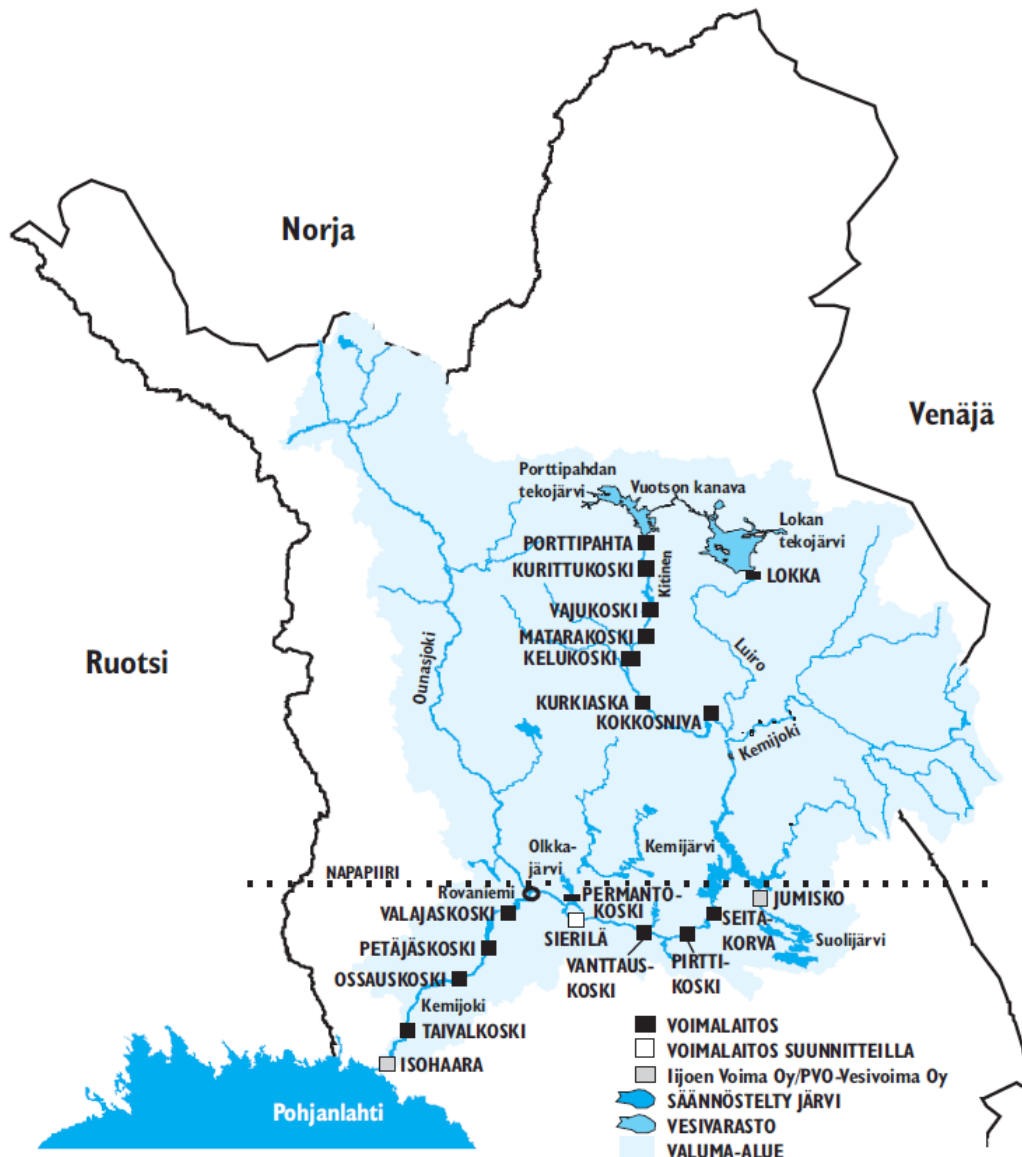 Norja
Venäjä
Porttipahdan
tekojärvi
Vuotson kanava
Lokan
tekojärvi
PORTTIPAHTA
KURITTUKOSKI
Kitinen
LOKKA
VAJUKOSKI
MATARAKOSKI
KELUKOSKI
Ruotsi
Ounasjoki
Luiro
KURKIASKA
KOKKOSNIVA
Kemijoki
Olkka-
järvi
Kemijärvi
NAPAPIIRI
Rovaniemi
PERMANTO-
KOSKI
JUMISKO
VALAJASKOSKI
SIERILÄ
SEITA-
KORVA
Suolijärvi
PETÄJÄSKOSKI
VANTTAUS-
KOSKI
PIRTTI-
KOSKI
OSSAUSKOSKI
Kemijoki
TAIVALKOSKI
ISOHAARA
Pohjanlahti
VOIMALAITOS
VOIMALAITOS SUUNNITTEILLA
Iijoen Voima Oy/PVO-Vesivoima Oy
SÄÄNNÖSTELTY JÄRVI
VESIVARASTO
VALUMA-ALUE